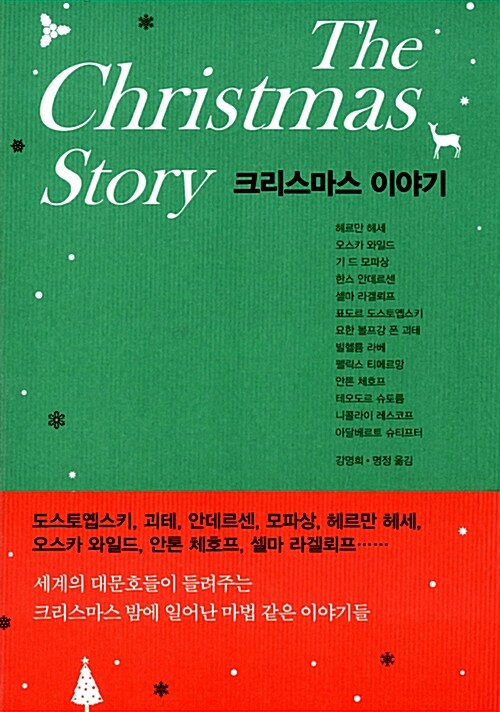 The
Christmas
Story 크리스마스 이야기
헤르만 헤세
오스카 와일드
기 드 모파상
한스 안데르센
셀마 라겔뢰프
표도르 도스토옙스키
요한 볼프강 폰 괴테
빌헬름 라베
펠릭스 티메르망
안톤 체호프
테오도르 슈토름
니콜라이 레스코프
아달베르트 슈티프터
강명희•명정 옮김
도스토옙스키, 괴테, 안데르센, 모파상, 헤르만 헤세,
오스카 와일드, 안톤 체호프, 셀마 라겔뢰프……
세계의 대문호들이 들려주는
크리스마스 밤에 일어난 마법 같은 이야기들